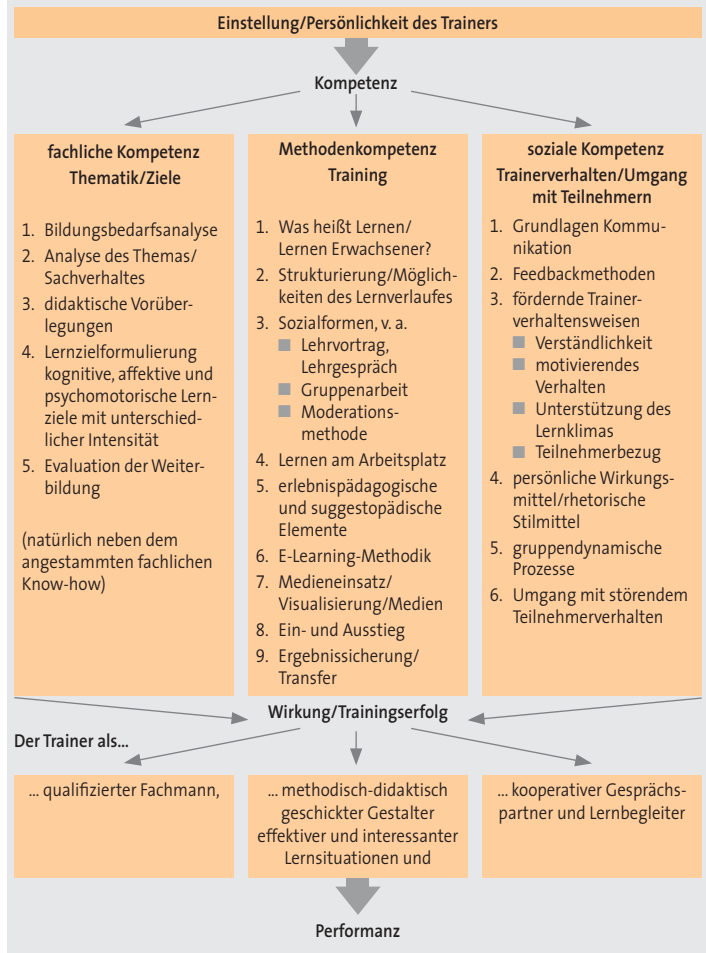 Einstellung/Persönlichkeit des Trainers
Kompetenz
fachliche Kompetenz
Thematik/Ziele
1. Bildungsbedarfsanalyse
2. Analyse des Themas/
Sachverhaltes
3. didaktische Vorüber-
legungen
4. Lernzielformulierung
kognitive, affektive und
psychomotorische Lern-
ziele mit unterschied-
licher Intensität
5. Evaluation der Weiter-
bildung
(natürlich neben dem
angestammten fachlichen
Know-how)
Methodenkompetenz
Training
1. Was heißt Lernen/
Lernen Erwachsener?
2. Strukturierung/Möglich-
keiten des Lernverlaufes
3. Sozialformen, v. a.
■ Lehrvortrag,
Lehrgespräch
■ Gruppenarbeit
■ Moderations-
methode
4. Lernen am Arbeitsplatz
5. erlebnispädagogische
und suggestopädische
Elemente
6. E-Learning-Methodik
7. Medieneinsatz/
Visualisierung/Medien
8. Ein- und Ausstieg
9. Ergebnissicherung/
Transfer
soziale Kompetenz
Trainerverhalten/Umgang
mit Teilnehmern
1. Grundlagen Kommu-
nikation
2. Feedbackmethoden
3. fördernde Trainer-
verhaltensweisen
■ Verständlichkeit
■ motivierendes
Verhalten
■ Unterstützung des
Lernklimas
■ Teilnehmerbezug
4. persönliche Wirkungs-
mittel/rhetorische
Stilmittel
5. gruppendynamische
Prozesse
6. Umgang mit störendem
Teilnehmerverhalten
Wirkung/Trainingserfolg
Der Trainer als...
... qualifizierter Fachmann,
... methodisch-didaktisch
geschickter Gestalter
effektiver und interessanter
Lernsituationen und
... kooperativer Gesprächs-
partner und Lernbegleiter
Performanz